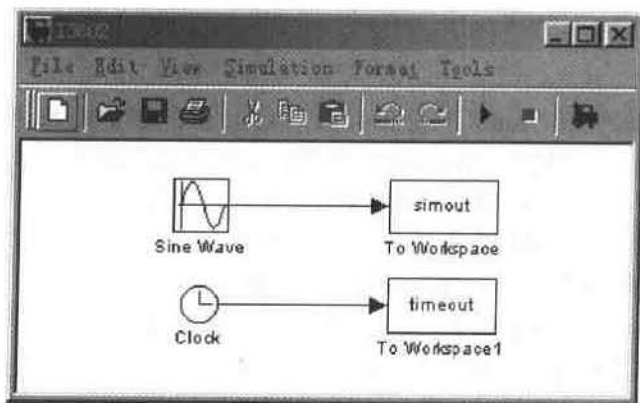 File Edit View Simulation Format Tools
simout
Sine Wave
To Workspace
timeout
Clock
To Workspace1